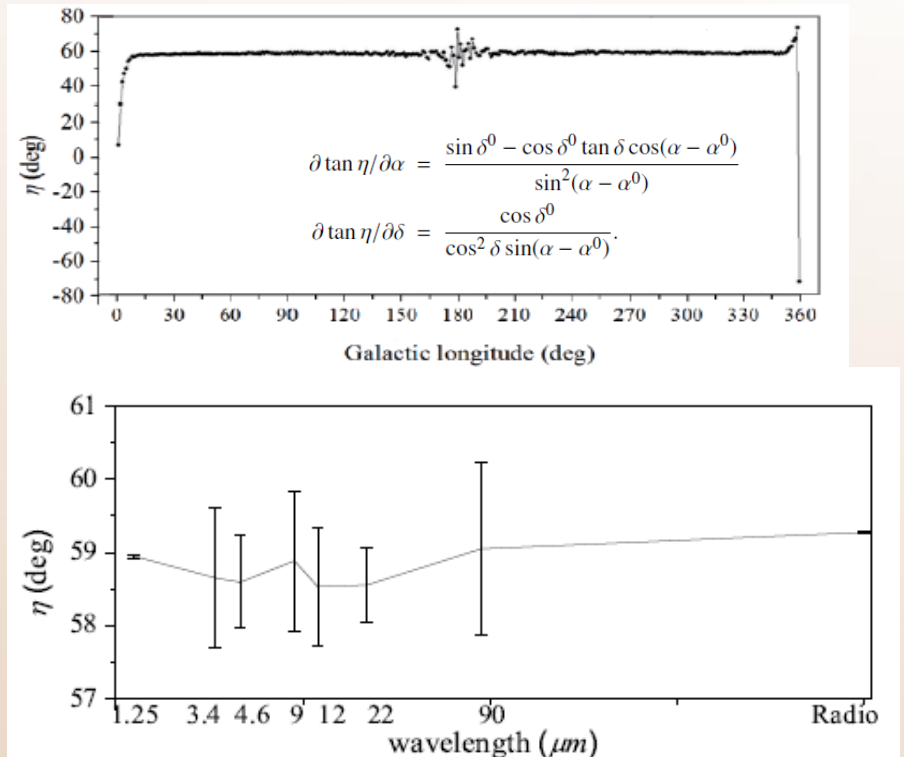 80
60
40
20
0
-20
-40
-60
-80
η (deg)
∂ tan η/∂α = sin δ⁰ − cos δ⁰ tan δ cos(α − α⁰) / sin²(α − α⁰)
∂ tan η/∂δ = cos δ⁰ / cos² δ sin(α − α⁰).
0 30 60 90 120 150 180 210 240 270 300 330 360
Galactic longitude (deg)
61
60
59
58
57
η (deg)
1.25 3.4 4.6 9 12 22 90 Radio
wavelength (μm)